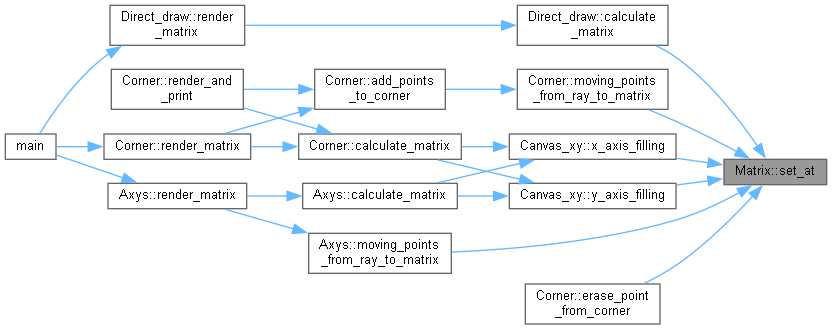 Direct_draw::render
_matrix
Direct_draw::calculate
_matrix
Corner::render_and
_print
Corner::add_points
_to_corner
Corner::moving_points
_from_ray_to_matrix
main
Corner::render_matrix
Corner::calculate_matrix
Canvas_xy::x_axis_filling
Matrix::set_at
Axys::render_matrix
Axys::calculate_matrix
Canvas_xy::y_axis_filling
Axys::moving_points
_from_ray_to_matrix
Corner::erase_point
_from_corner